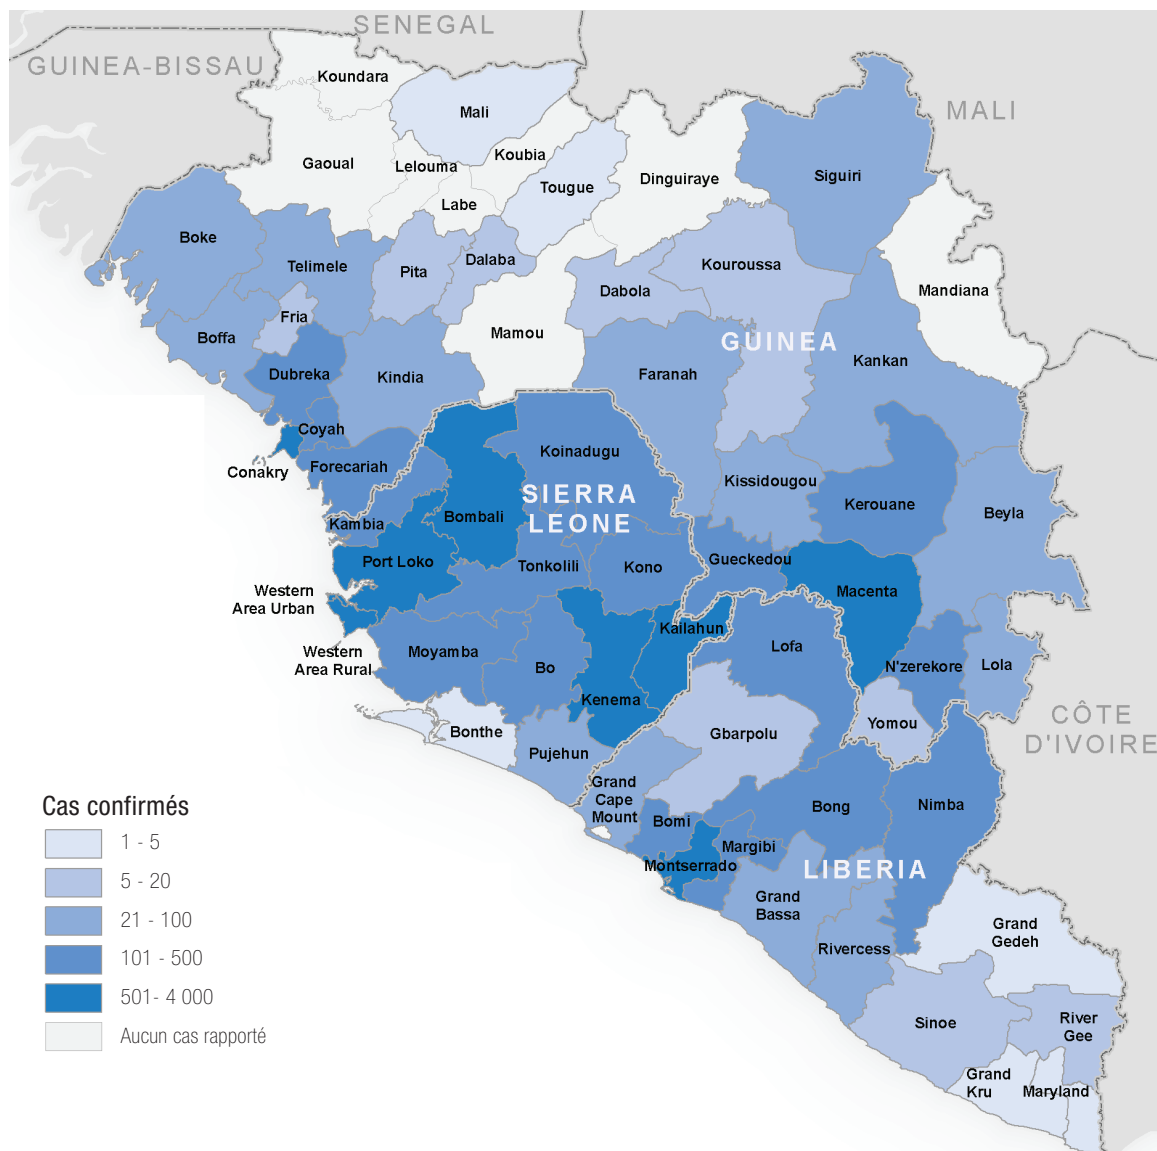 SENEGAL
GUINEA-BISSAU
Koundara
Mali
MALI
Koubia
Gaoual
Lelouma
Siguiri
Dinguiraye
Tougue
Labe
Boke
Dalaba
Telimele
Pita
Kouroussa
Dabola
Mandiana
Fria
Mamou
Boffa
GUINEA
Kankan
Dubreka
Kindia
Faranah
Coyah
Koinadugu
Forecariah
Conakry
Kissidougou
SIERRA
LEONE
Kerouane
Beyla
Bombali
Kambia
Port Loko
Tonkolili
Kono
Gueckedou
Macenta
Western
Area Urban
Kailahun
Lofa
Western
Area Rural
Moyamba
Bo
N'zerekore
Lola
Kenema
CÔTE
D'IVOIRE
Bonthe
Gbarpolu
Yomou
Pujehun
Grand
Cape
Mount
Bong
Nimba
Bomi
Margibi
Montserrado
LIBERIA
Grand
Bassa
Grand
Gedeh
Rivercess
Sinoe
River
Gee
Grand
Kru
Maryland
Cas confirmés
1 - 5
5 - 20
21 - 100
101 - 500
501- 4 000
Aucun cas rapporté